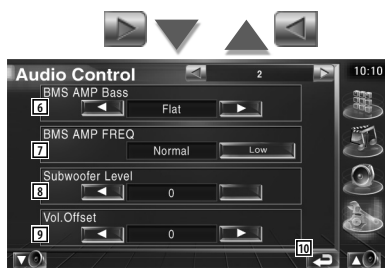 Audio Control 2 10:10
BMS AMP Bass
6 Flat
BMS AMP FREQ
7 Normal Low
Subwoofer Level
8 0
Vol.Offset
9 0
10